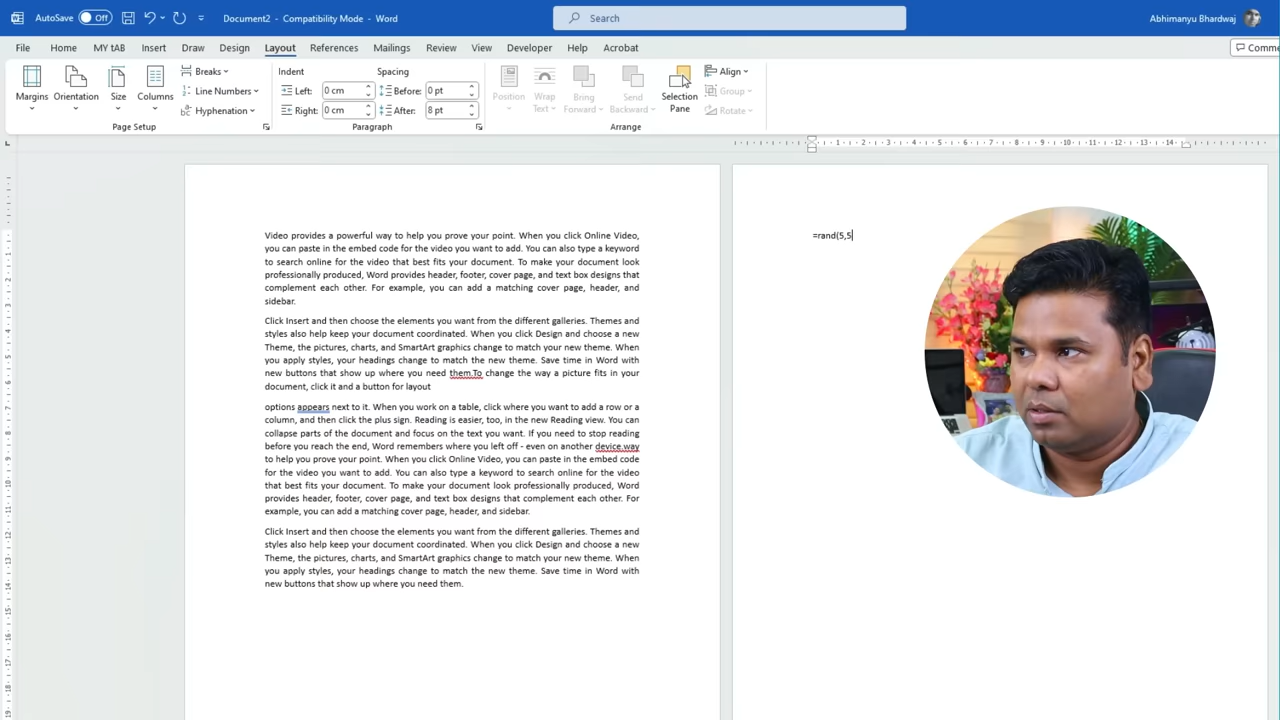 AutoSave Off Document2 - Compatibility Mode - Word Search Abhimanyu Bhardwaj
File Home MY tAB Insert Draw Design Layout References Mailings Review View Developer Help Acrobat Comme
Margins Orientation Size Columns Breaks Line Numbers Hyphenation
Page Setup
Indent Spacing
Left: 0 cm Before: 0 pt
Right: 0 cm After: 8 pt
Paragraph
Position Wrap Text Bring Forward Send Backward Selection Pane Align Group Rotate
Arrange
1 2 3 4 5 6 7 8 9 10 11 12 13 14
Video provides a powerful way to help you prove your point. When you click Online Video,
you can paste in the embed code for the video you want to add. You can also type a keyword
to search online for the video that best fits your document. To make your document look
professionally produced, Word provides header, footer, cover page, and text box designs that
complement each other. For example, you can add a matching cover page, header, and
sidebar.
Click Insert and then choose the elements you want from the different galleries. Themes and
styles also help keep your document coordinated. When you click Design and choose a new
Theme, the pictures, charts, and SmartArt graphics change to match your new theme. When
you apply styles, your headings change to match the new theme. Save time in Word with
new buttons that show up where you need them.To change the way a picture fits in your
document, click it and a button for layout
options appears next to it. When you work on a table, click where you want to add a row or a
column, and then click the plus sign. Reading is easier, too, in the new Reading view. You can
collapse parts of the document and focus on the text you want. If you need to stop reading
before you reach the end, Word remembers where you left off - even on another device.way
to help you prove your point. When you click Online Video, you can paste in the embed code
for the video you want to add. You can also type a keyword to search online for the video
that best fits your document. To make your document look professionally produced, Word
provides header, footer, cover page, and text box designs that complement each other. For
example, you can add a matching cover page, header, and sidebar.
Click Insert and then choose the elements you want from the different galleries. Themes and
styles also help keep your document coordinated. When you click Design and choose a new
Theme, the pictures, charts, and SmartArt graphics change to match your new theme. When
you apply styles, your headings change to match the new theme. Save time in Word with
new buttons that show up where you need them.
=rand(5,5